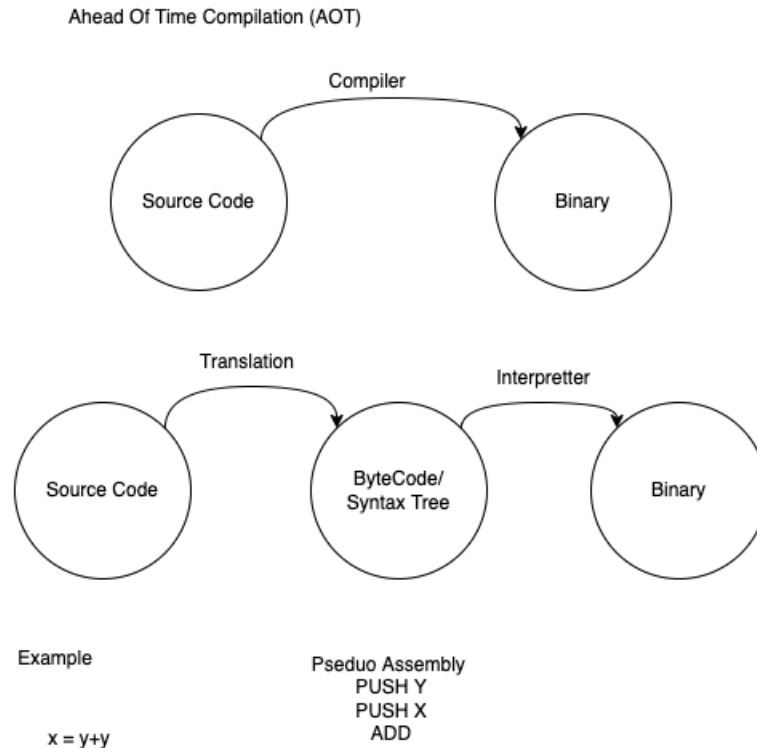 Ahead Of Time Compilation (AOT)
Compiler
Source Code
Binary
Translation
Interpretter
Source Code
ByteCode/
Syntax Tree
Binary
Example
Pseduo Assembly
PUSH Y
PUSH X
ADD
x = y+y